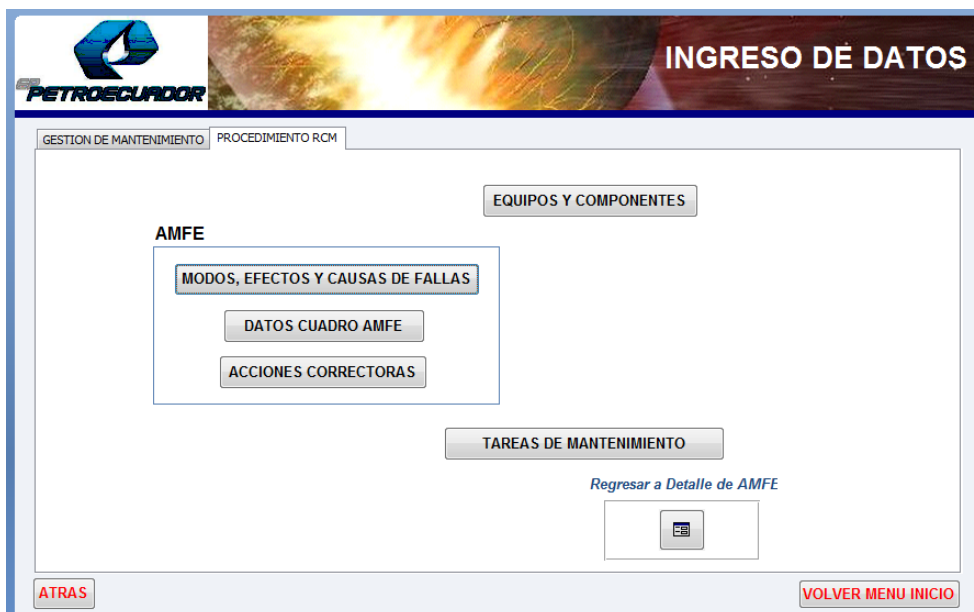 INGRESO DE DATOS
EP
PETROECUADOR
GESTION DE MANTENIMIENTO
PROCEDIMIENTO RCM
EQUIPOS Y COMPONENTES
AMFE
MODOS, EFECTOS Y CAUSAS DE FALLAS
DATOS CUADRO AMFE
ACCIONES CORRECTORAS
TAREAS DE MANTENIMIENTO
Regresar a Detalle de AMFE
ATRAS
VOLVER MENU INICIO